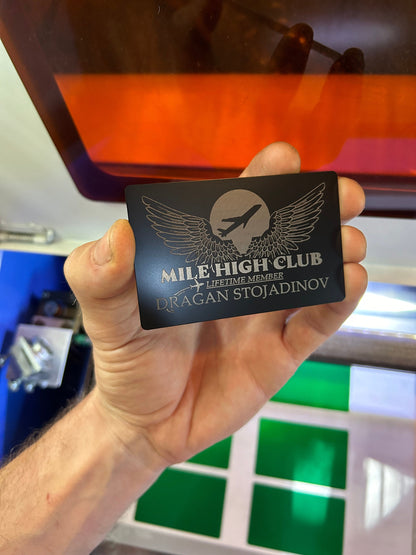 MILE HIGH CLUB
LIFETIME MEMBER
DRAGAN STOJADINOV